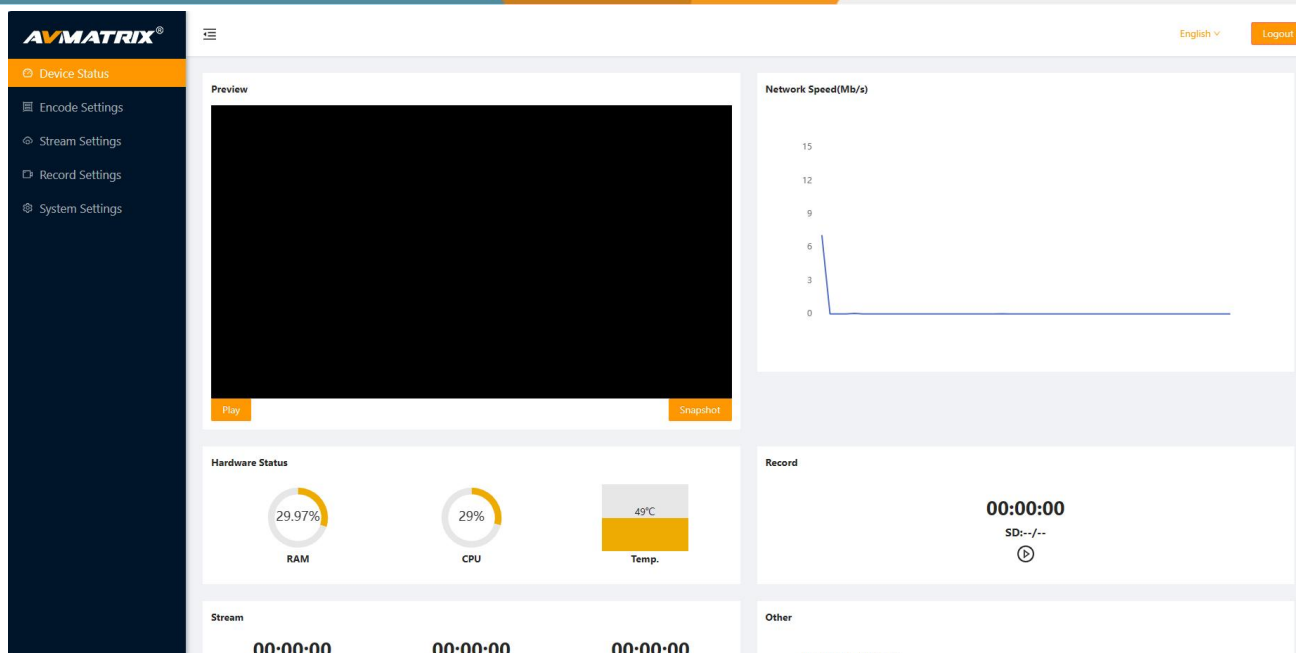 AVMATRIX®
English
Logout
Device Status
Encode Settings
Stream Settings
Record Settings
System Settings
Preview
Play
Snapshot
Network Speed(Mb/s)
15
12
9
6
3
0
Hardware Status
29.97%
RAM
29%
CPU
49°C
Temp.
Record
00:00:00
SD:--/--
Stream
00:00:00
00:00:00
00:00:00
Other